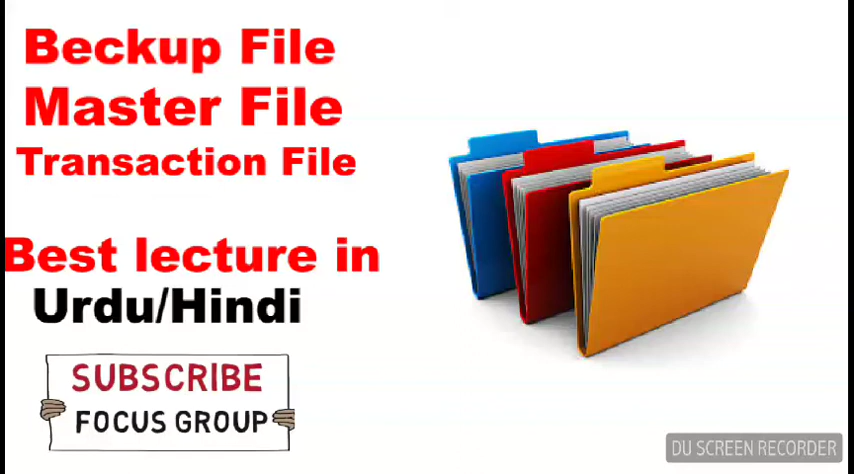 Beckup File
Master File
Transaction File
Best lecture in
Urdu/Hindi
SUBSCRIBE
FOCUS GROUP
DU SCREEN RECORDER